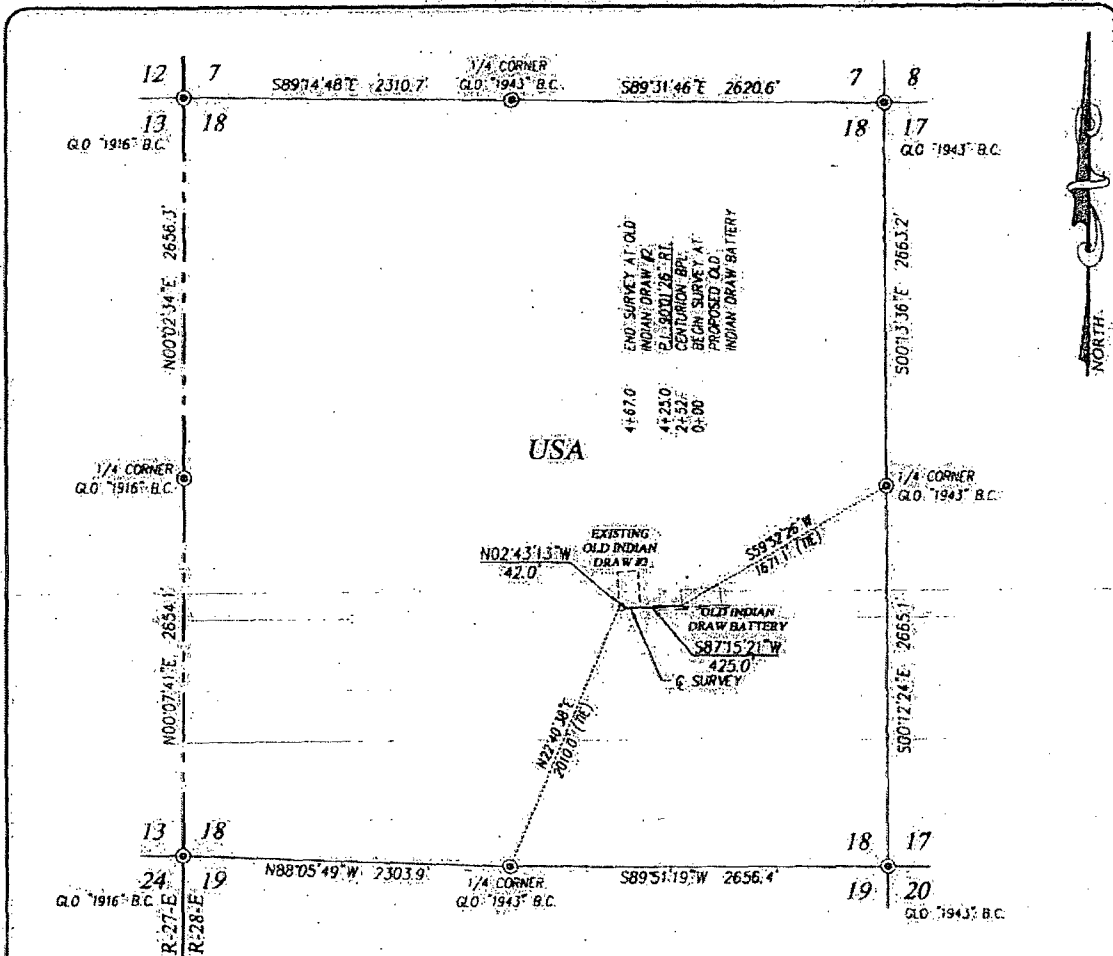 1/4 CORNER
GLO "1943" B.C.
12 7
S89°14'48"E 2310.7'
S89°31'46"E 2620.6'
7 8
13 18
18 17
GLO "1916" B.C.
GLO "1943" B.C.
N00°02'34"E 2656.3'
S00°13'36"E 2663.2'
NORTH
END SURVEY AT OLD
INDIAN DRAW #2
P.I. 90°01'26" RT.
CENTURION BPL.
BEGIN SURVEY AT
PROPOSED OLD
INDIAN DRAW BATTERY
4+67.0
4+25.0
2+52
0+00
USA
1/4 CORNER
GLO "1916" B.C.
1/4 CORNER
GLO "1943" B.C.
S59°52'26"W
1671.1' (TIE)
EXISTING
OLD INDIAN
DRAW #2
N02°43'13"W
42.0'
OLD INDIAN
DRAW BATTERY
S87°15'21"W
425.0'
℄ SURVEY
N00°07'41"E 2654.1'
S00°12'24"E 2665.1'
N22°40'38"E
2010.0' (TIE)
13 18
18 17
24 19
N88°05'49"W 2303.9'
1/4 CORNER
GLO "1943" B.C.
S89°51'19"W 2656.4'
19 20
GLO "1916" B.C.
GLO "1943" B.C.
R-27-E
R-28-E